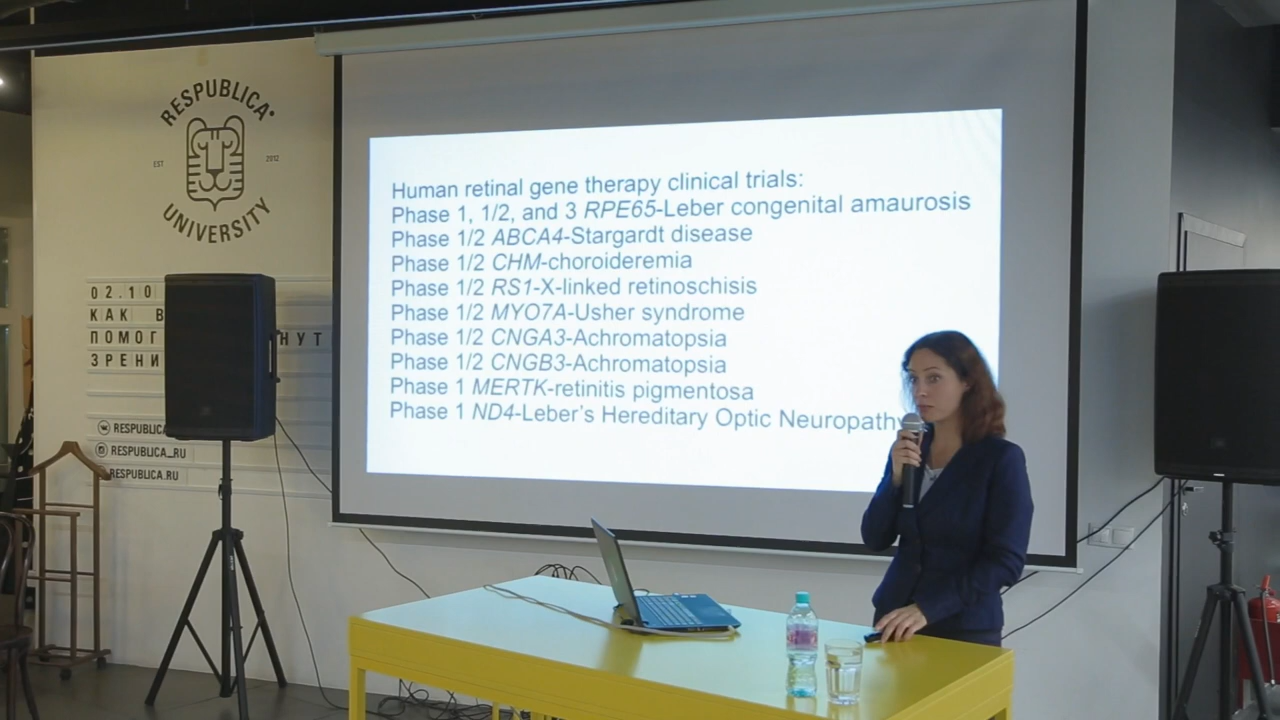 RESPUBLICA
EST
2012
UNIVERSITY
02.10
КАК В
ПОМОГ НУТ
ЗРЕНИ
RESPUBLICA
RESPUBLICA_RU
RESPUBLICA.RU
Human retinal gene therapy clinical trials:
Phase 1, 1/2, and 3 RPE65-Leber congenital amaurosis
Phase 1/2 ABCA4-Stargardt disease
Phase 1/2 CHM-choroideremia
Phase 1/2 RS1-X-linked retinoschisis
Phase 1/2 MYO7A-Usher syndrome
Phase 1/2 CNGA3-Achromatopsia
Phase 1/2 CNGB3-Achromatopsia
Phase 1 MERTK-retinitis pigmentosa
Phase 1 ND4-Leber's Hereditary Optic Neuropathy